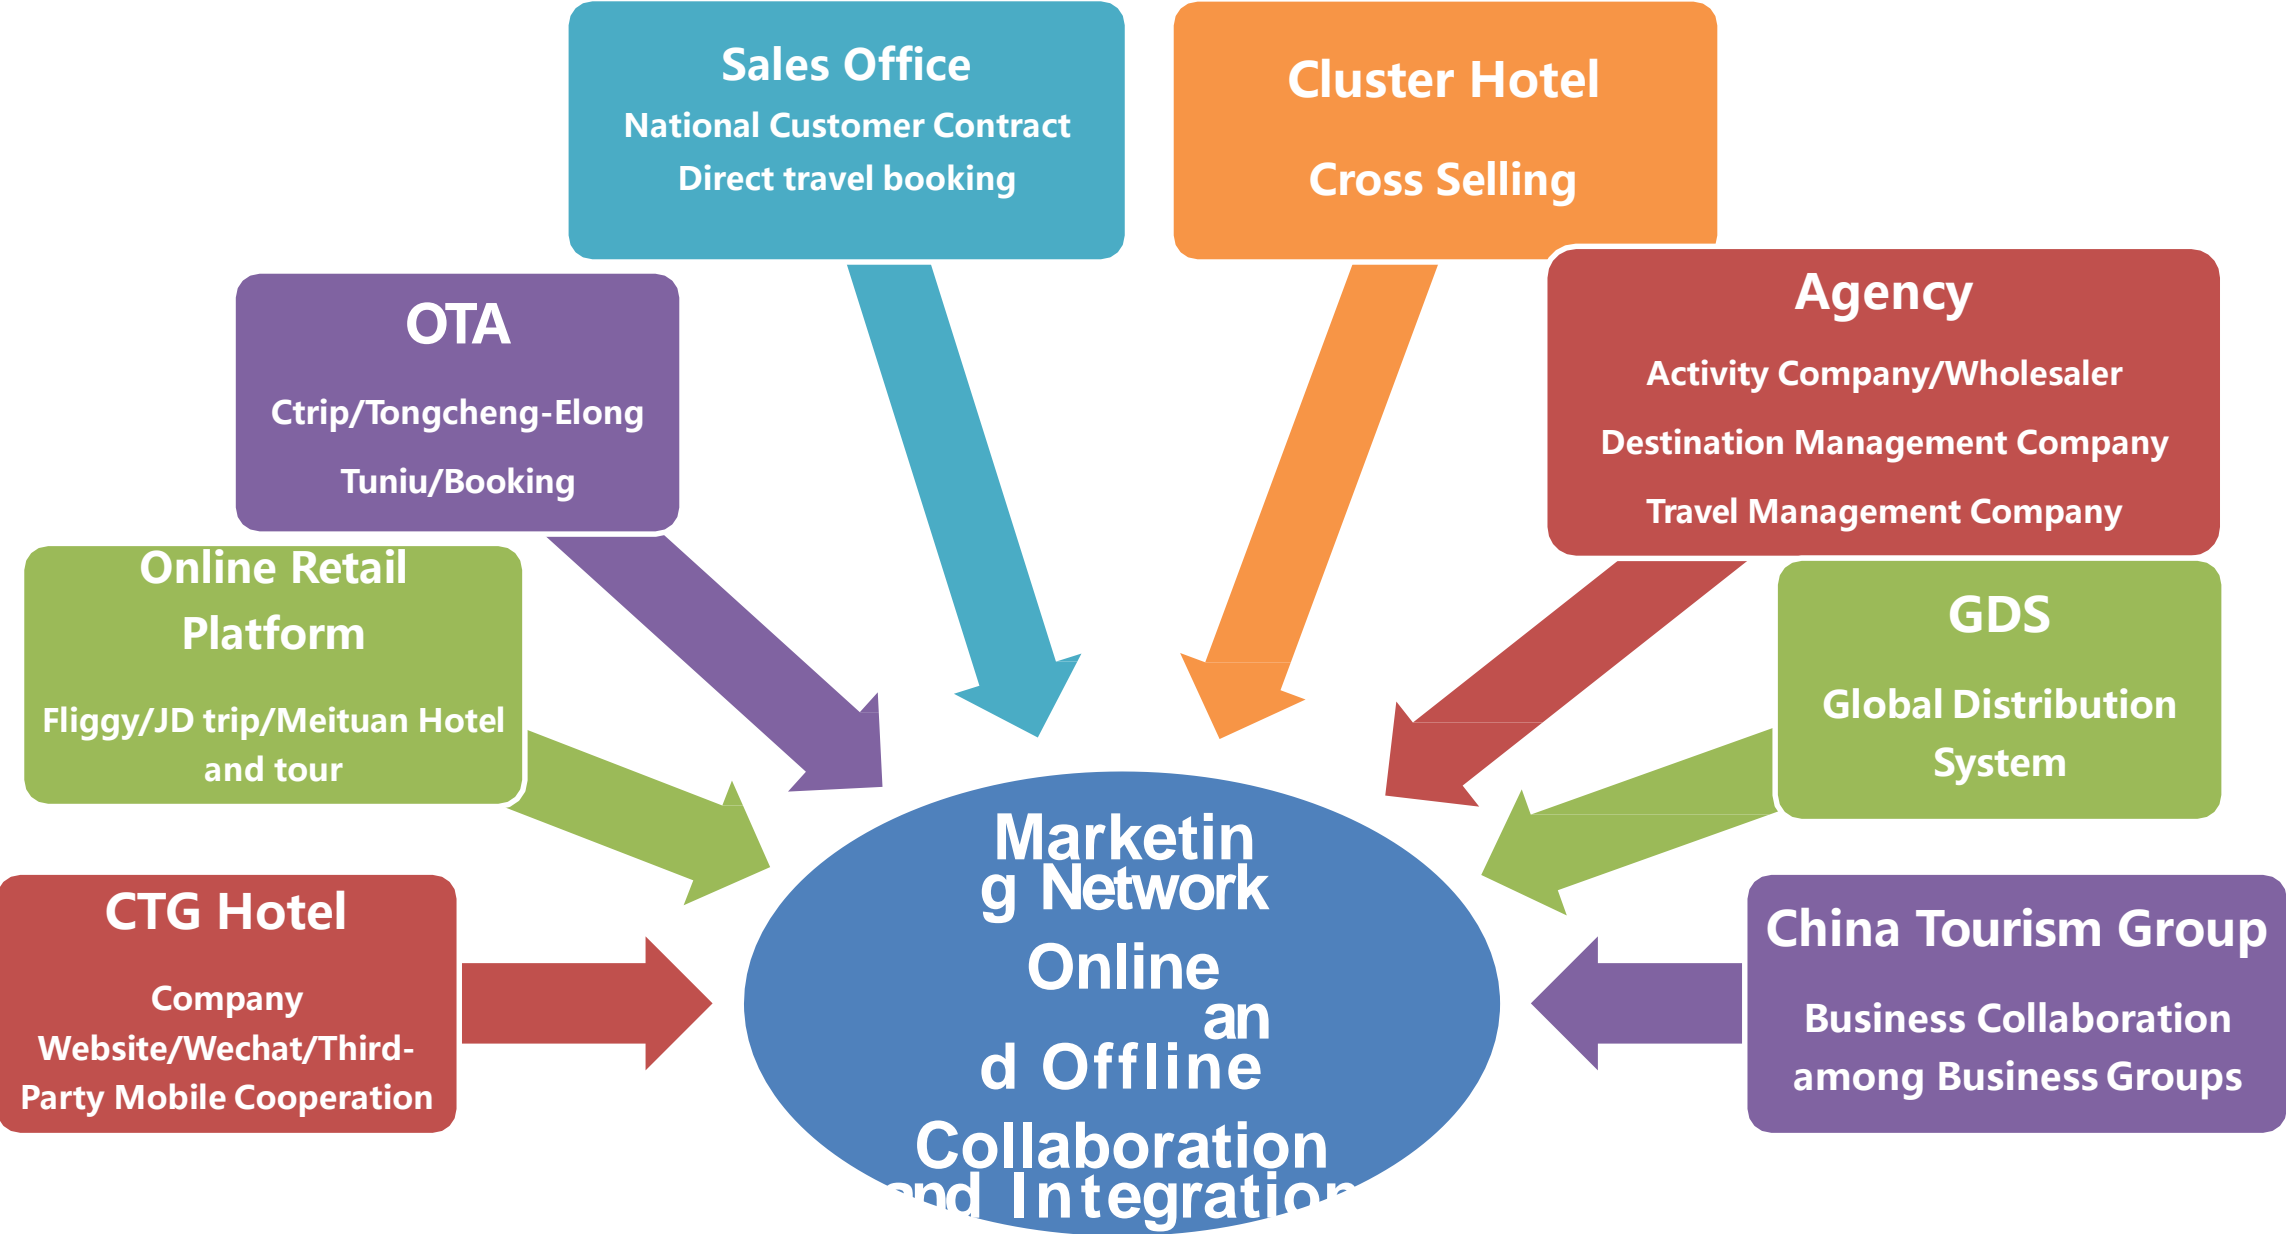 Sales Office
National Customer Contract
Direct travel booking
Cluster Hotel
Cross Selling
OTA
Ctrip/Tongcheng-Elong
Tuniu/Booking
Agency
Activity Company/Wholesaler
Destination Management Company
Travel Management Company
Online Retail
Platform
Fliggy/JD trip/Meituan Hotel
and tour
GDS
Global Distribution
System
CTG Hotel
Company
Website/Wechat/Third-
Party Mobile Cooperation
China Tourism Group
Business Collaboration
among Business Groups
Marketin
g Network
Online
an
d Offline
Collaboration
and Integration